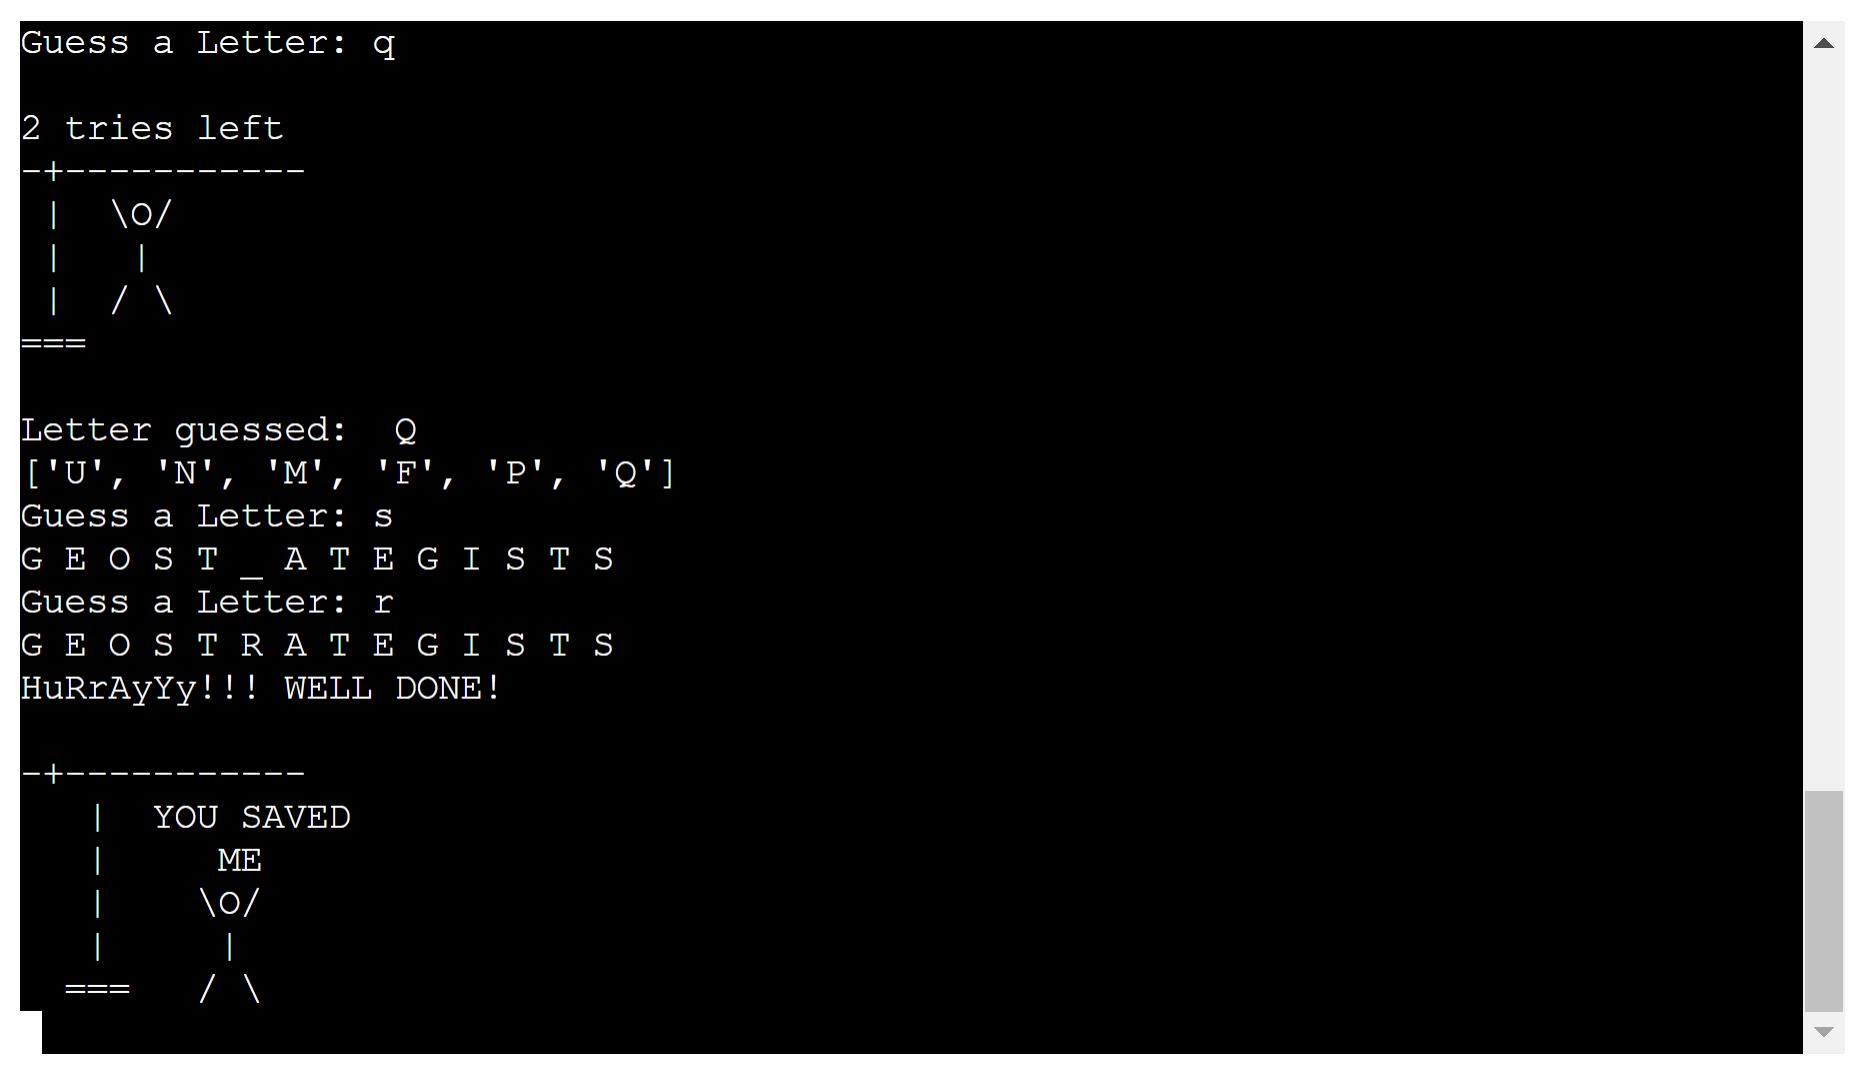 Guess a Letter: q

2 tries left
-+-----------
 |  \O/
 |   |
 |  / \
===

Letter guessed:  Q
['U', 'N', 'M', 'F', 'P', 'Q']
Guess a Letter: s
G E O S T _ A T E G I S T S
Guess a Letter: r
G E O S T R A T E G I S T S
HuRrAyYy!!! WELL DONE!

-+-----------
   |  YOU SAVED
   |     ME
   |    \O/
   |     |
  ===   / \